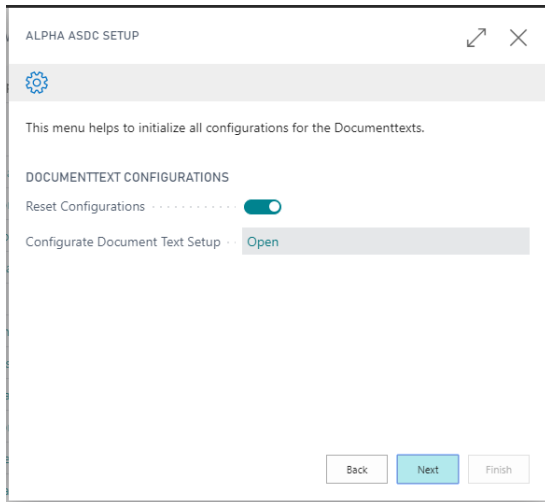 ALPHA ASDC SETUP
This menu helps to initialize all configurations for the Documenttexts.
DOCUMENTTEXT CONFIGURATIONS
Reset Configurations
Configurate Document Text Setup Open
Back Next Finish